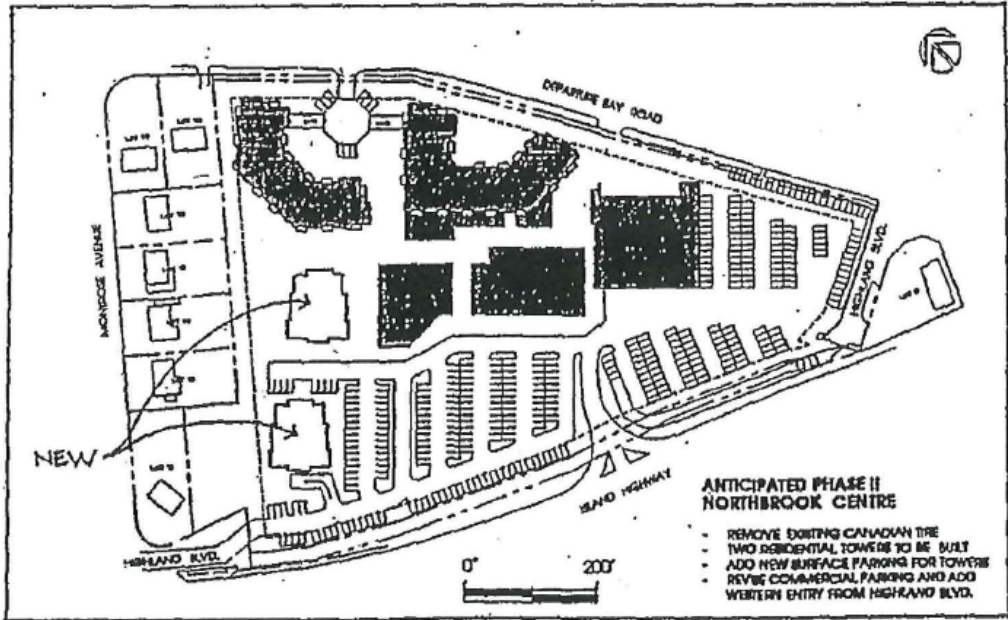 DEPARTURE BAY ROAD
MONTROSE AVENUE
HIGHLAND BLVD.
NEW
ISLAND HIGHWAY
HIGHLAND BLVD.
0"
200'
ANTICIPATED PHASE II
NORTHBROOK CENTRE
- REMOVE EXISTING CANADIAN TIRE
- TWO RESIDENTIAL TOWERS TO BE BUILT
- ADD NEW SURFACE PARKING FOR TOWERS
- REVISE COMMERCIAL PARKING AND ADD
WESTERN ENTRY FROM HIGHLAND BLVD.